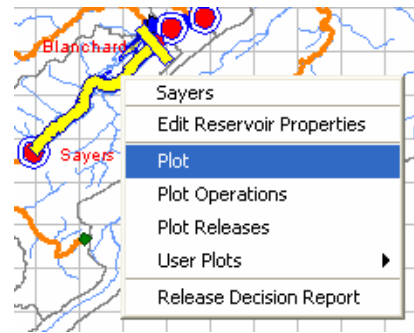 Blanchard
Sayers
Sayers
Edit Reservoir Properties
Plot
Plot Operations
Plot Releases
User Plots
Release Decision Report